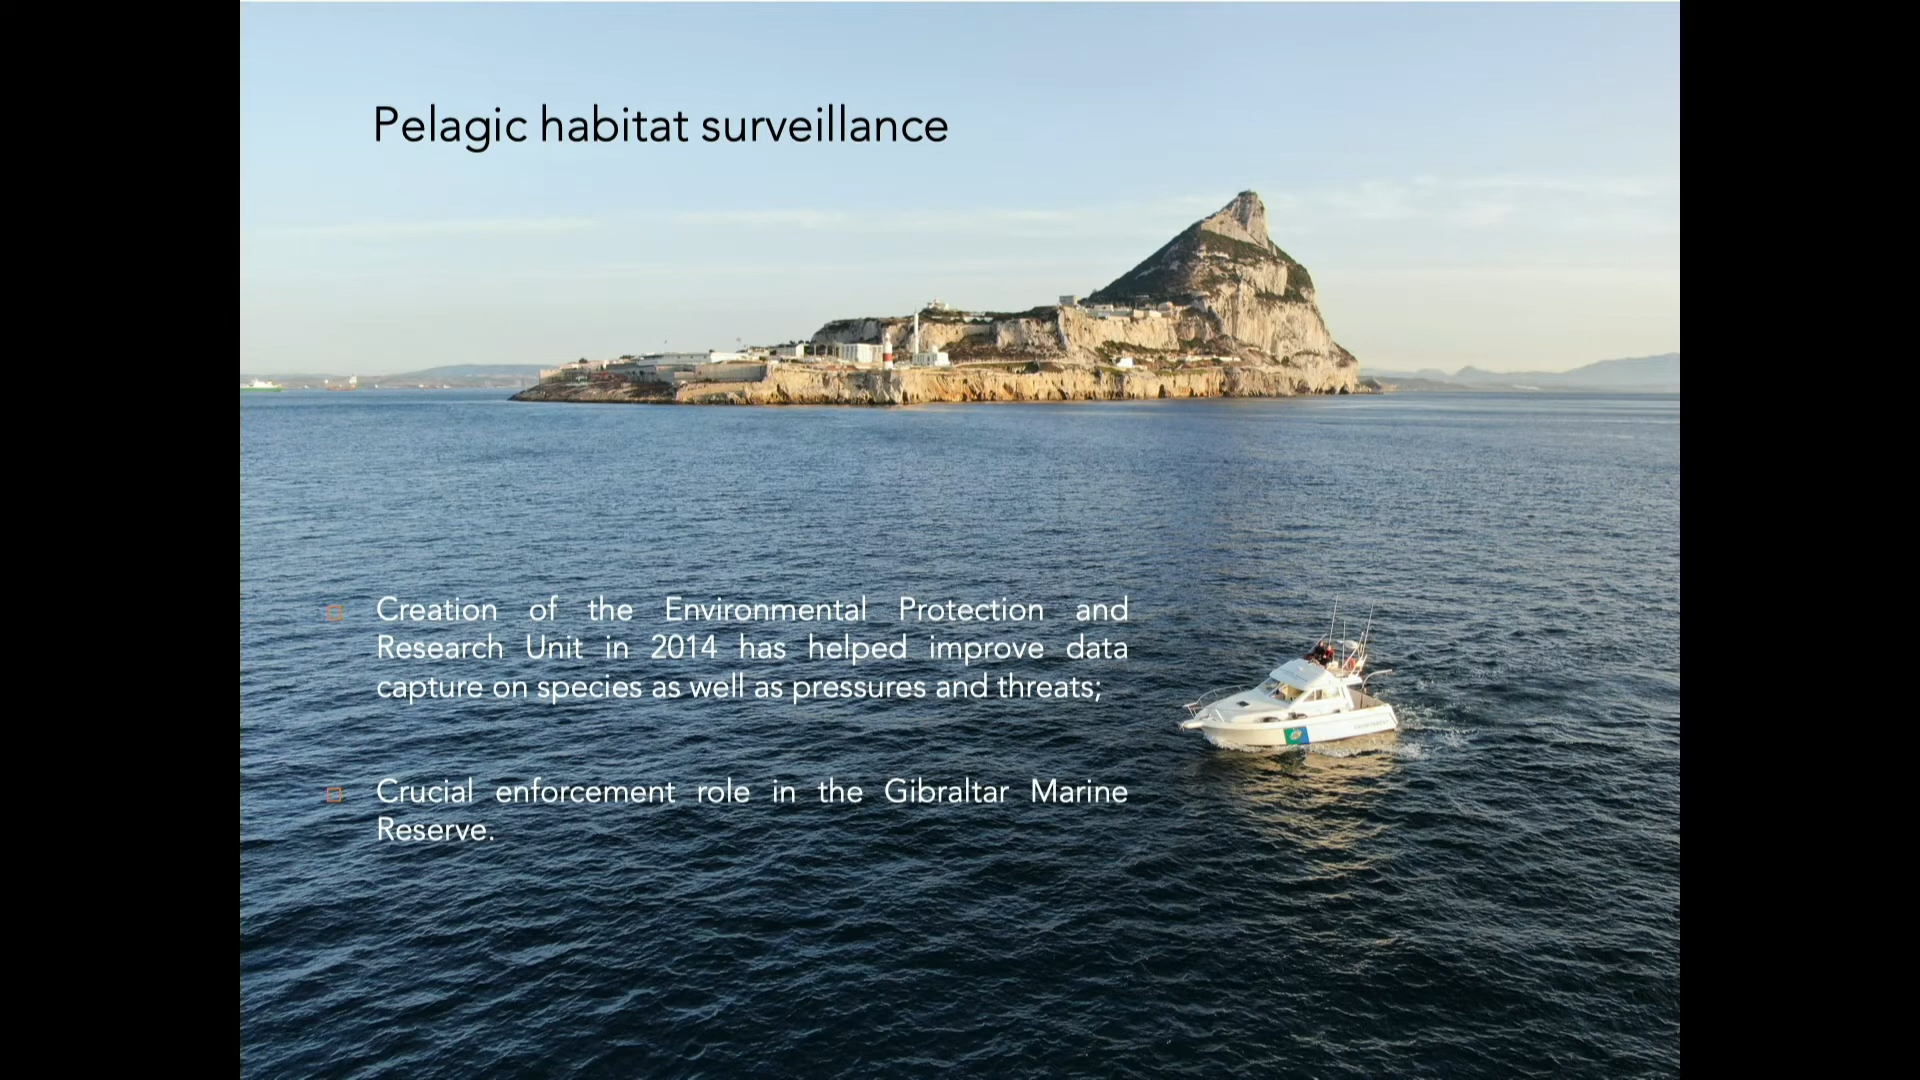 Pelagic habitat surveillance
Creation of the Environmental Protection and
Research Unit in 2014 has helped improve data
capture on species as well as pressures and threats;
Crucial enforcement role in the Gibraltar Marine
Reserve.